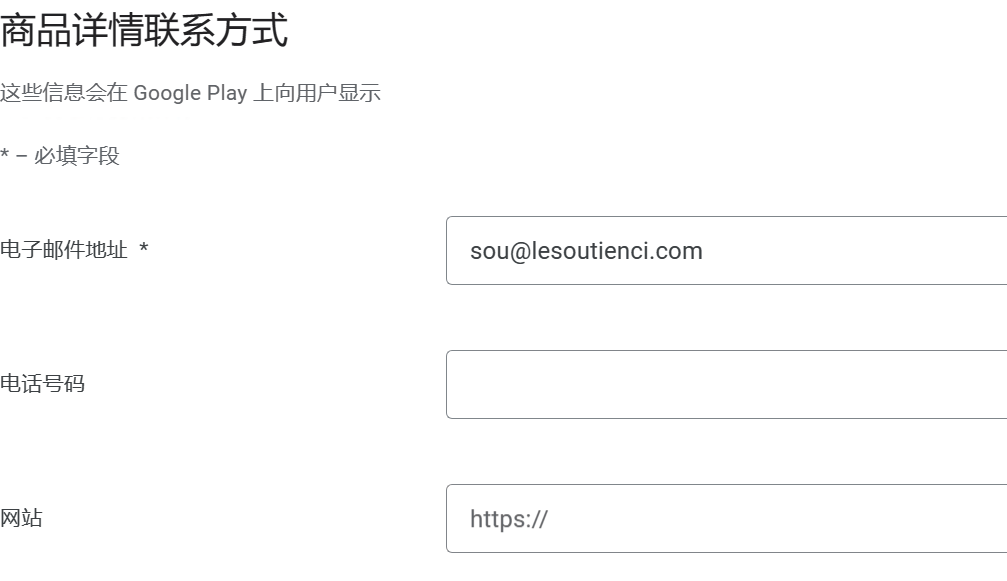 商品详情联系方式
这些信息会在 Google Play 上向用户显示
* – 必填字段
电子邮件地址 *
sou@lesoutienci.com
电话号码
网站
https://